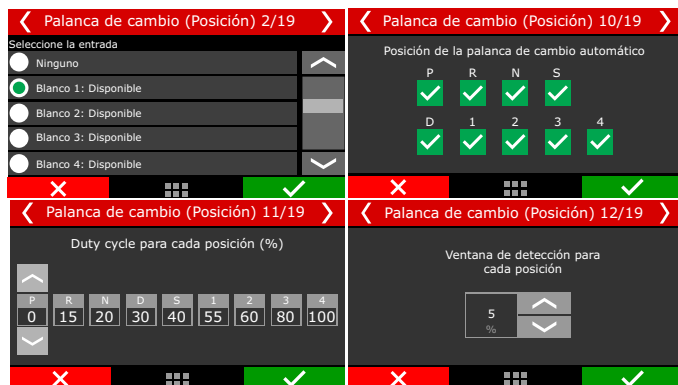 Palanca de cambio (Posición) 2/19
Seleccione la entrada
Ninguno
Blanco 1: Disponible
Blanco 2: Disponible
Blanco 3: Disponible
Blanco 4: Disponible
Palanca de cambio (Posición) 10/19
Posición de la palanca de cambio automático
P R N S
D 1 2 3 4
Palanca de cambio (Posición) 11/19
Duty cycle para cada posición (%)
P R N D S 1 2 3 4
0 15 20 30 40 55 60 80 100
Palanca de cambio (Posición) 12/19
Ventana de detección para
cada posición
5
%